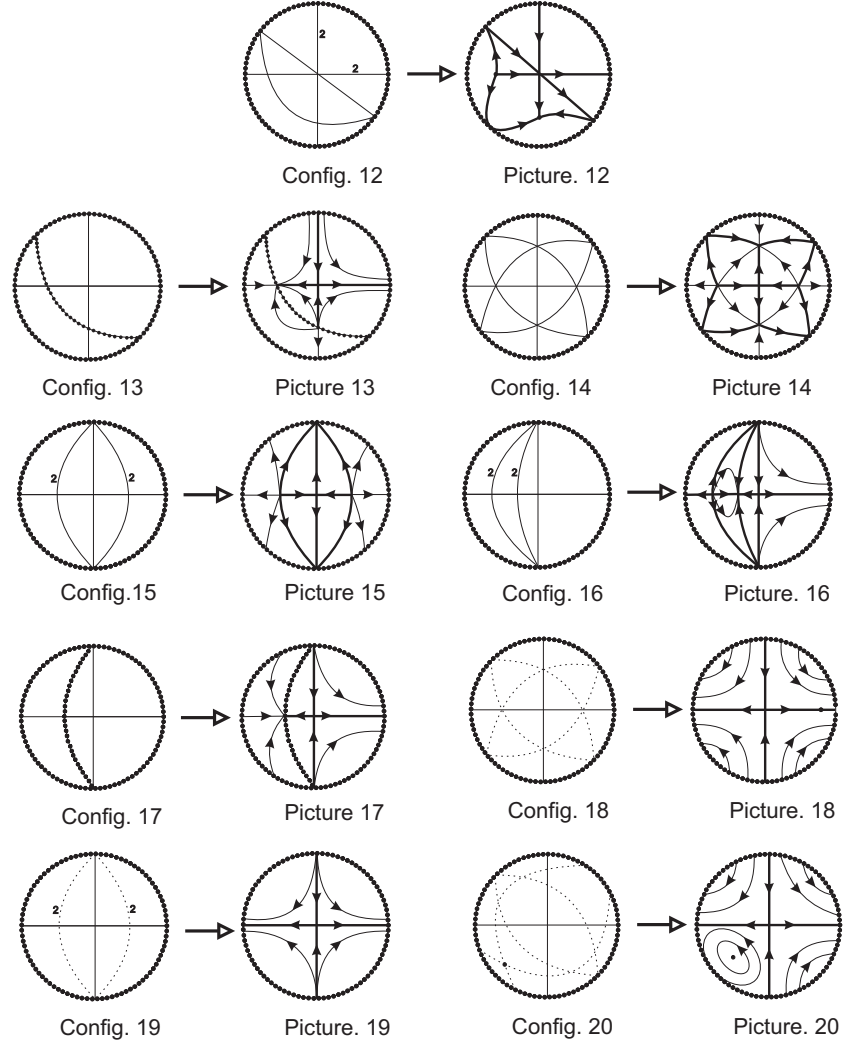 2
2
Config. 12 Picture. 12
Config. 13 Picture 13 Config. 14 Picture 14
2 2 2 2
Config.15 Picture 15 Config. 16 Picture. 16
Config. 17 Picture 17 Config. 18 Picture. 18
2 2
Config. 19 Picture. 19 Config. 20 Picture. 20